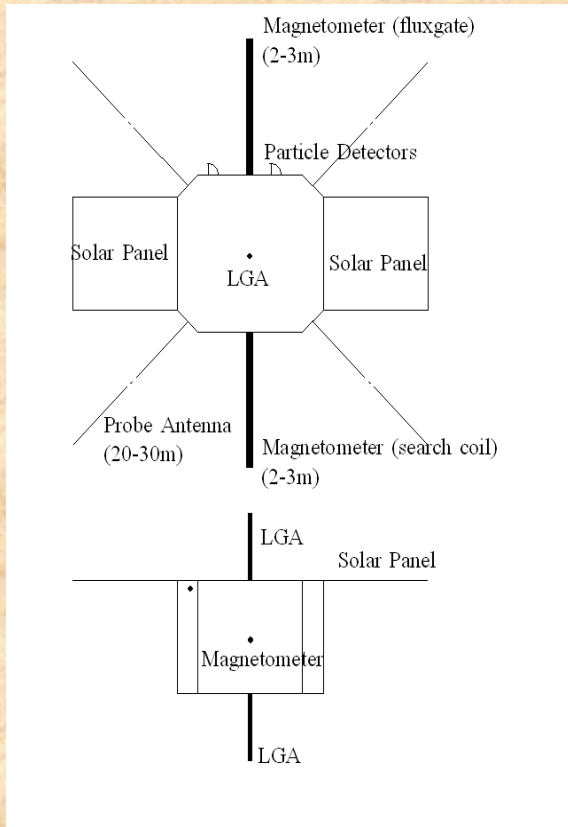 Magnetometer (fluxgate)
(2-3m)
Particle Detectors
Solar Panel
Solar Panel
LGA
Probe Antenna
(20-30m)
Magnetometer (search coil)
(2-3m)
LGA
Solar Panel
Magnetometer
LGA